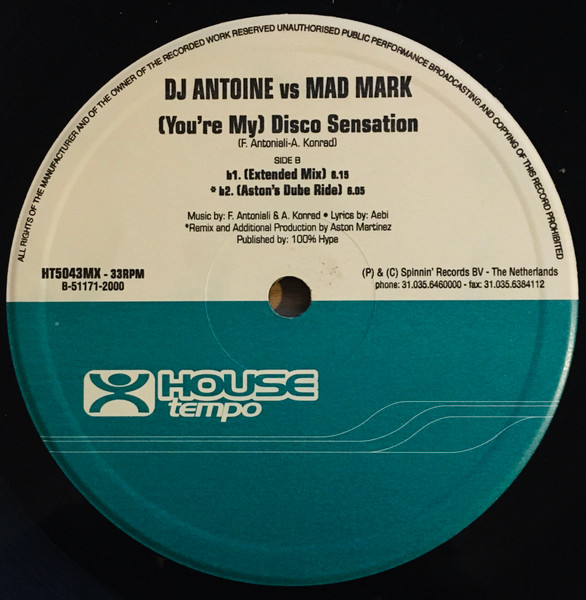 ALL RIGHTS OF THE MANUFACTURER AND OF THE OWNER OF THE RECORDED WORK RESERVED UNAUTHORISED PUBLIC PERFORMANCE BROADCASTING AND COPYING OF THIS RECORD PROHIBITED
DJ ANTOINE vs MAD MARK
(You're My) Disco Sensation
(F. Antoniali-A. Konrad)
SIDE B
b1. (Extended Mix) 6.15
* b2. (Aston's Dube Ride) 6.05
Music by: F. Antoniali & A. Konrad • Lyrics by: Aebi
*Remix and Additional Production by Aston Martinez
Published by: 100% Hype
HT5043MX - 33RPM
B-51171-2000
(P) & (C) Spinnin' Records BV - The Netherlands
phone: 31.035.6460000 - fax: 31.035.6384112
HOUSE
tempo